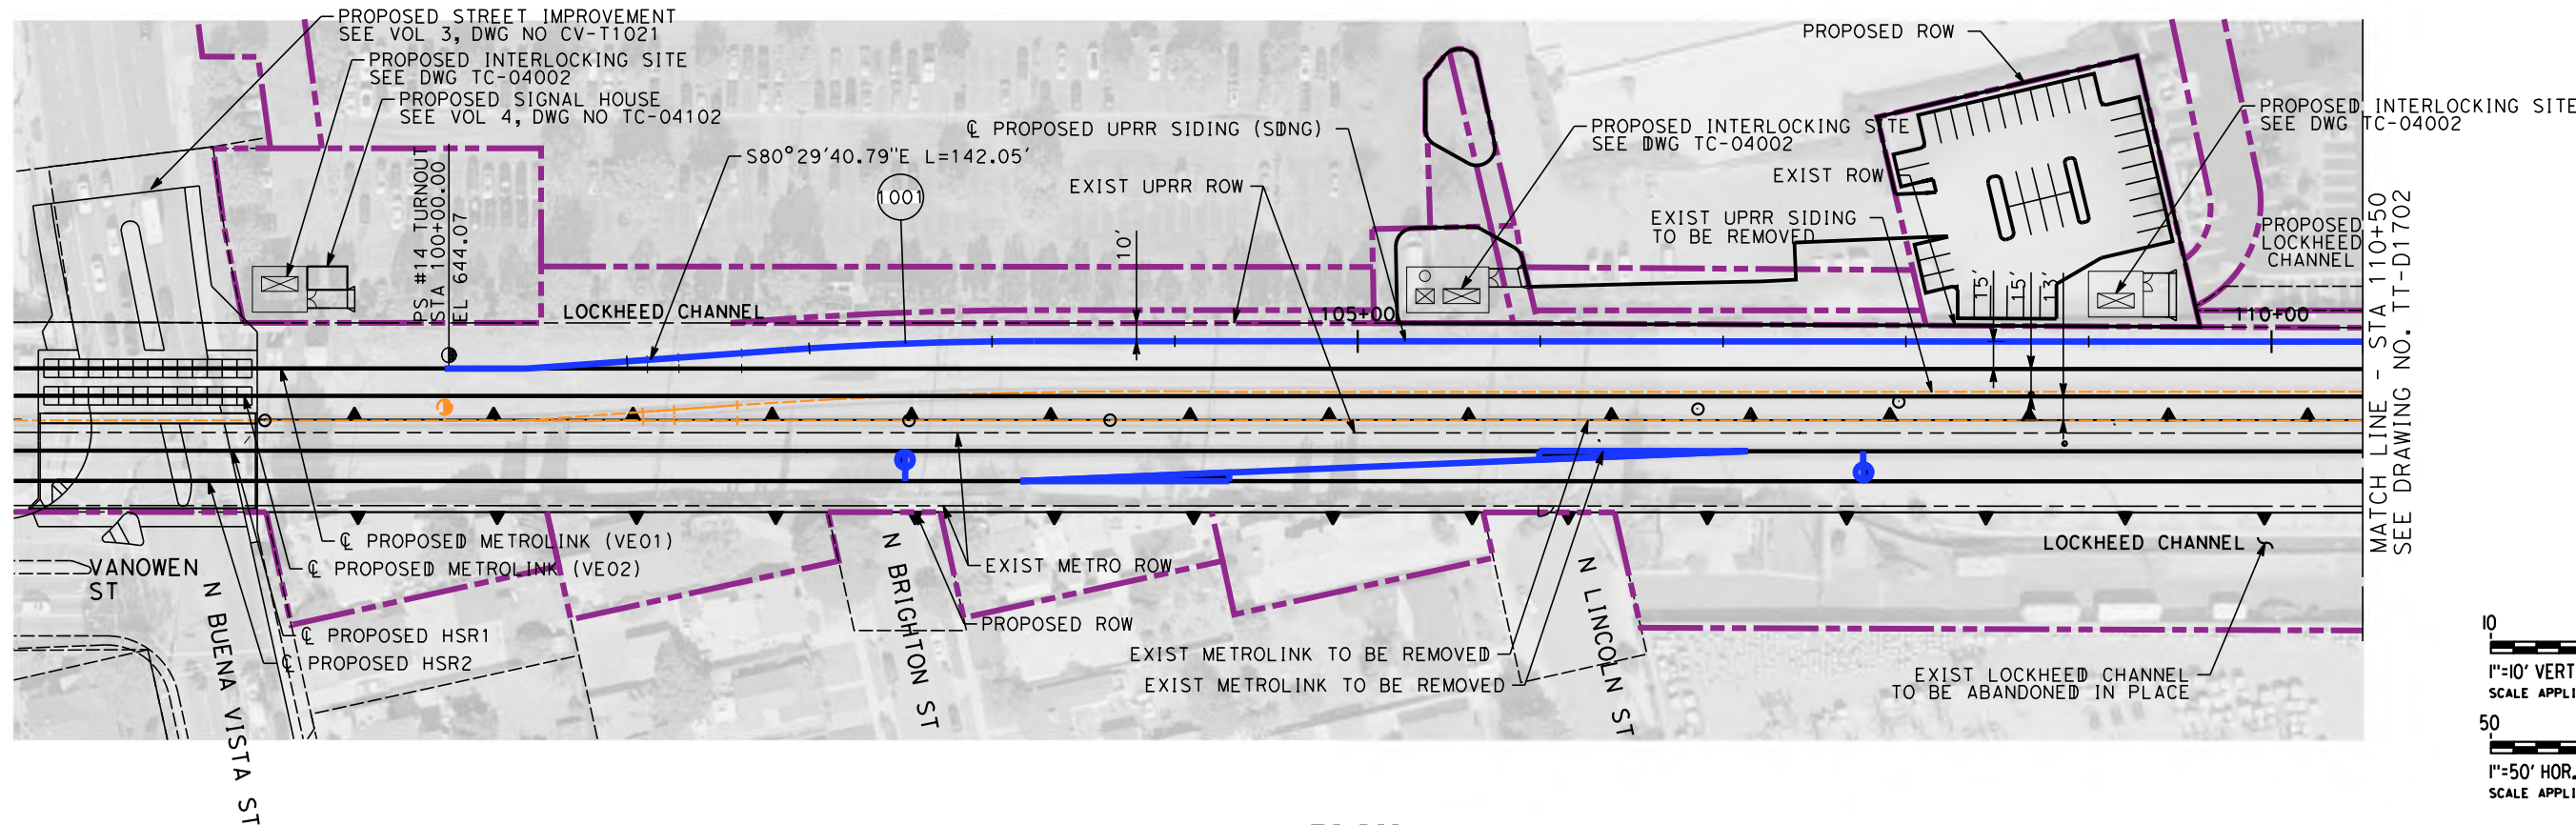 PROPOSED STREET IMPROVEMENT
SEE VOL 3, DWG NO CV-T1021
PROPOSED INTERLOCKING SITE
SEE DWG TC-04002
PROPOSED SIGNAL HOUSE
SEE VOL 4, DWG NO TC-04102
PS #14 TURNOUT
STA 100+00.00
EL 644.07
S80°29'40.79"E L=142.05'
1001
℄ PROPOSED UPRR SIDING (SDNG)
EXIST UPRR ROW
10'
LOCKHEED CHANNEL
105+00
PROPOSED INTERLOCKING SITE
SEE DWG TC-04002
PROPOSED ROW
EXIST ROW
EXIST UPRR SIDING
TO BE REMOVED
15'
15'
13'
PROPOSED INTERLOCKING SITE
SEE DWG TC-04002
PROPOSED
LOCKHEED
CHANNEL
110+00
MATCH LINE - STA 110+50
SEE DRAWING NO. TT-D1702
℄ PROPOSED METROLINK (VE01)
℄ PROPOSED METROLINK (VE02)
VANOWEN
ST
N BUENA VISTA ST
℄ PROPOSED HSR1
℄ PROPOSED HSR2
N BRIGHTON ST
EXIST METRO ROW
PROPOSED ROW
EXIST METROLINK TO BE REMOVED
EXIST METROLINK TO BE REMOVED
N LINCOLN ST
LOCKHEED CHANNEL
EXIST LOCKHEED CHANNEL
TO BE ABANDONED IN PLACE
10
1"=10' VERT
SCALE APPLI
50
1"=50' HOR.
SCALE APPLI